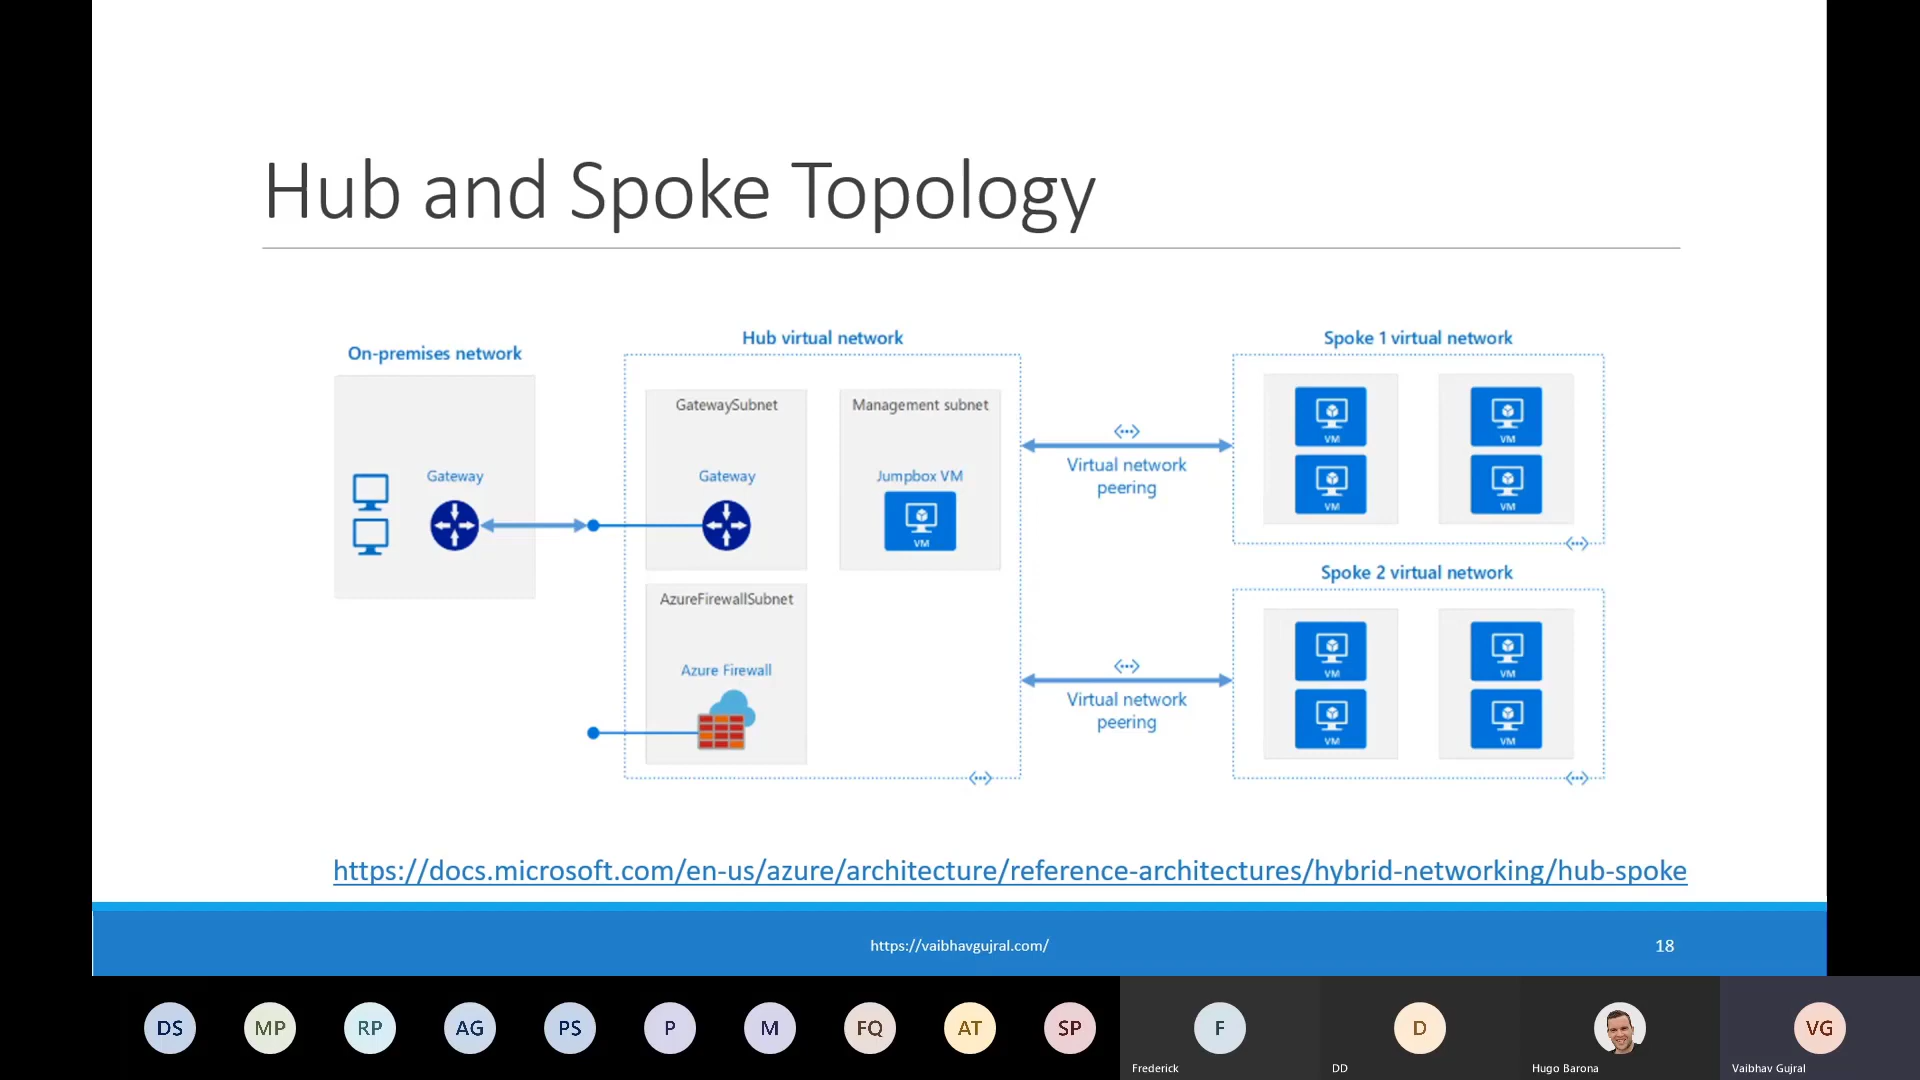 Hub and Spoke Topology
On-premises network
Gateway
Hub virtual network
GatewaySubnet
Gateway
Management subnet
Jumpbox VM
VM
AzureFirewallSubnet
Azure Firewall
Virtual network
peering
Virtual network
peering
Spoke 1 virtual network
VM
VM
VM
VM
Spoke 2 virtual network
VM
VM
VM
VM
https://docs.microsoft.com/en-us/azure/architecture/reference-architectures/hybrid-networking/hub-spoke
https://vaibhavgujral.com/
18
DS
MP
RP
AG
PS
P
M
FQ
AT
SP
F
Frederick
D
DD
Hugo Barona
VG
Vaibhav Gujral